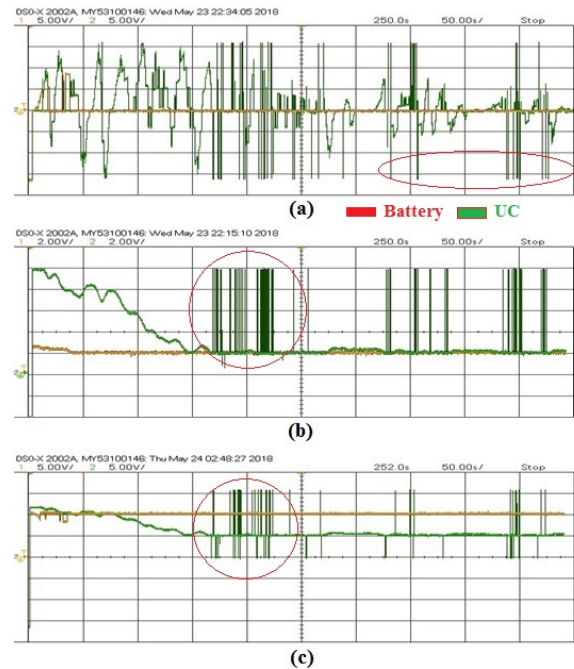 DSO-X 2002A, MY53100146: Wed May 23 22:34:05 2018
1 5.00V/ 2 5.00V/ 250.0s 50.00s/ Stop
(a)
Battery UC
DSO-X 2002A, MY53100146: Wed May 23 22:15:10 2018
1 2.00V/ 2 2.00V/ 250.0s 50.00s/ Stop
(b)
DSO-X 2002A, MY53100146: Thu May 24 02:48:27 2018
1 5.00V/ 2 5.00V/ 252.0s 50.00s/ Stop
(c)